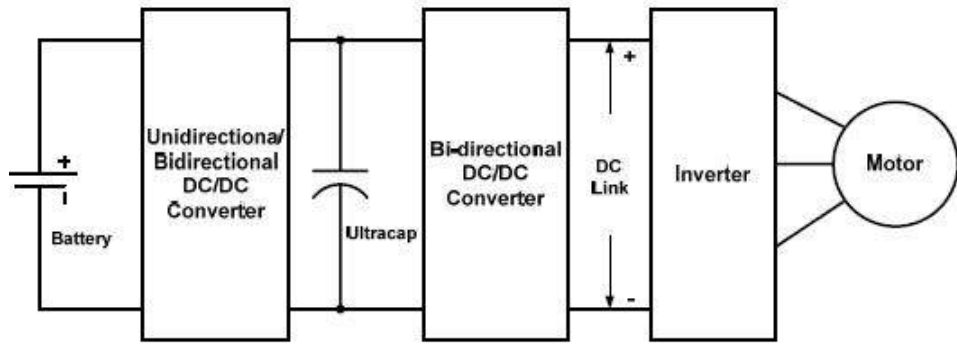 +
Battery
Unidirectional/
Bidirectional
DC/DC
Converter
Ultracap
Bi-directional
DC/DC
Converter
+
DC
Link
-
Inverter
Motor